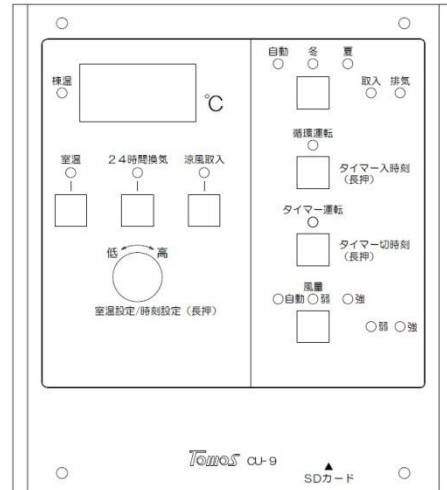 自動 冬 夏
棟温
℃
取入 排気
循環運転
室温 24時間換気 涼風取入
タイマー入時刻
(長押)
タイマー運転
低 高
タイマー切時刻
(長押)
風量
自動 弱 強
室温設定/時刻設定(長押)
弱 強
Tomos CU-9
SDカード